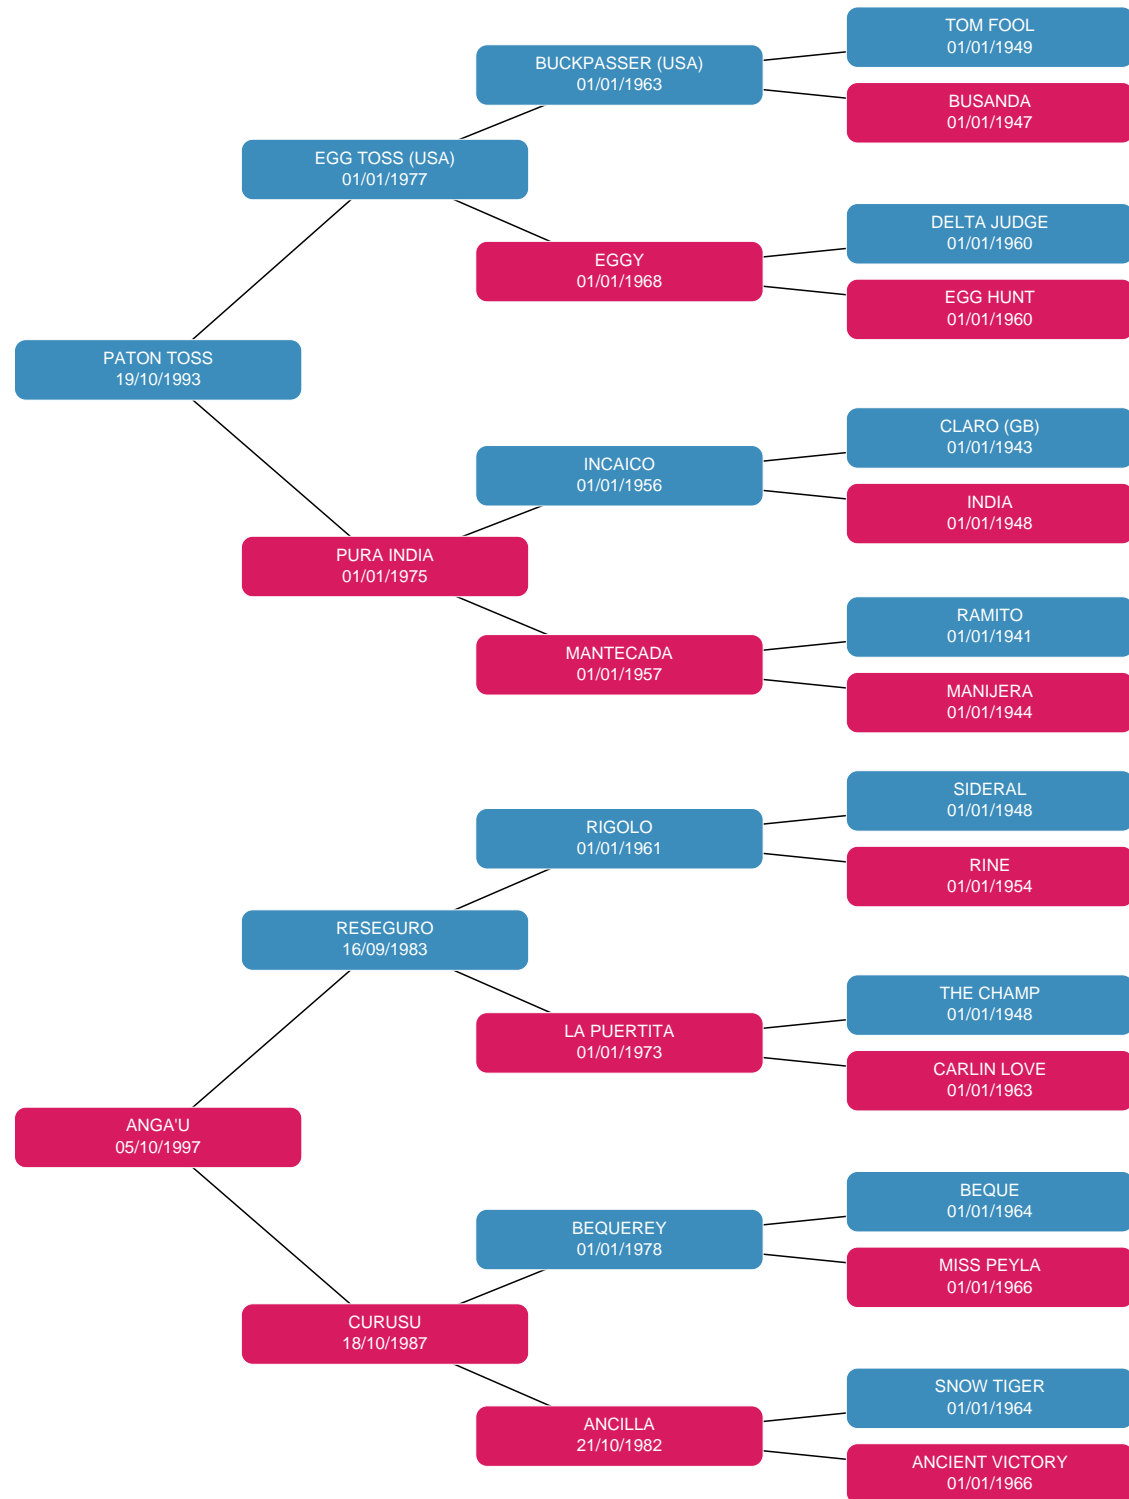 TOM FOOL
01/01/1949
BUCKPASSER (USA)
01/01/1963
BUSANDA
01/01/1947
EGG TOSS (USA)
01/01/1977
DELTA JUDGE
01/01/1960
EGGY
01/01/1968
EGG HUNT
01/01/1960
PATON TOSS
19/10/1993
CLARO (GB)
01/01/1943
INCAICO
01/01/1956
INDIA
01/01/1948
PURA INDIA
01/01/1975
RAMITO
01/01/1941
MANTECADA
01/01/1957
MANIJERA
01/01/1944
SIDERAL
01/01/1948
RIGOLO
01/01/1961
RINE
01/01/1954
RESEGURO
16/09/1983
THE CHAMP
01/01/1948
LA PUERTITA
01/01/1973
CARLIN LOVE
01/01/1963
ANGA'U
05/10/1997
BEQUE
01/01/1964
BEQUEREY
01/01/1978
MISS PEYLA
01/01/1966
CURUSU
18/10/1987
SNOW TIGER
01/01/1964
ANCILLA
21/10/1982
ANCIENT VICTORY
01/01/1966